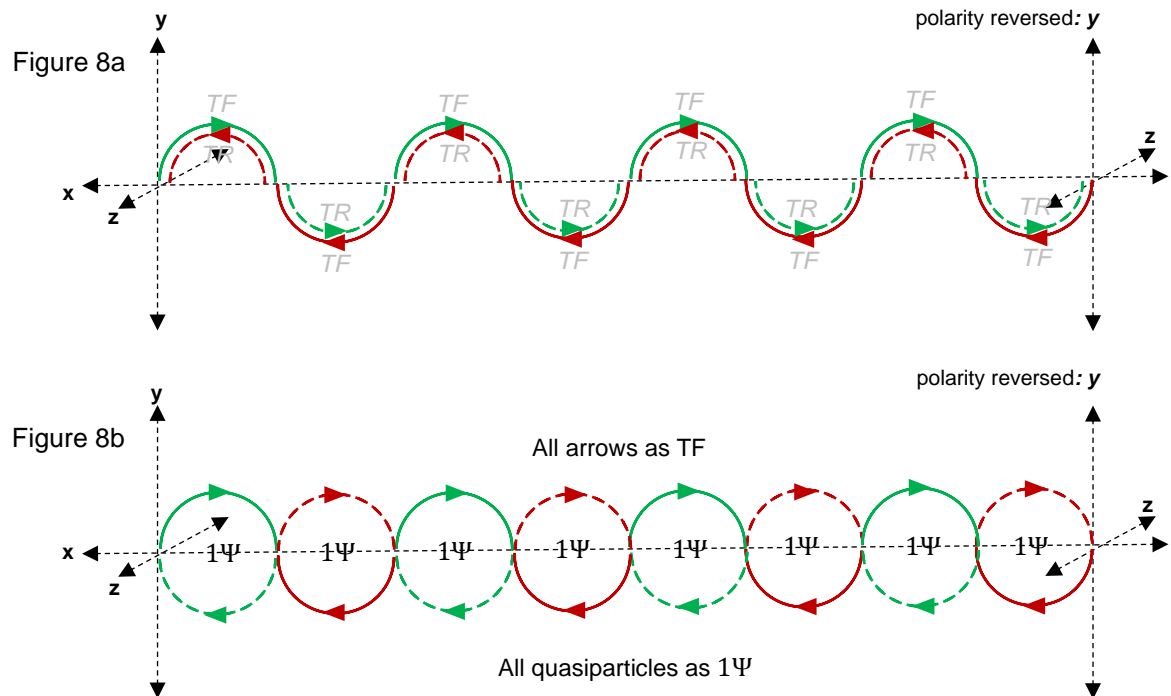 y
polarity reversed: y
Figure 8a
TF TF TF TF
TR TR TR TR
z
x
z
TR TR TR TR
TF TF TF TF
polarity reversed: y
y
Figure 8b
All arrows as TF
z
x
1Ψ 1Ψ 1Ψ 1Ψ 1Ψ 1Ψ 1Ψ 1Ψ
z
All quasiparticles as 1Ψ